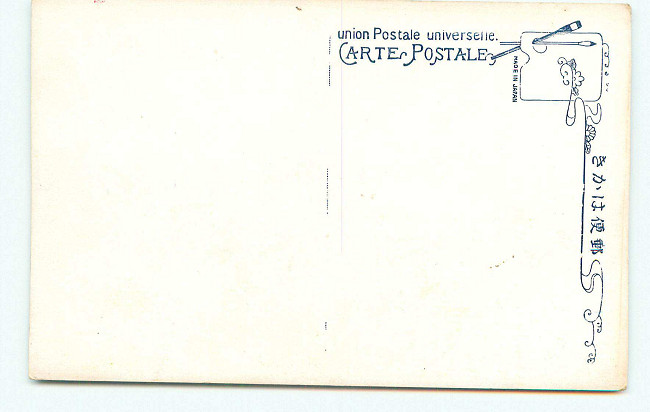 union Postale universelle.
CARTE POSTALE
MADE IN JAPAN
郵便はかき